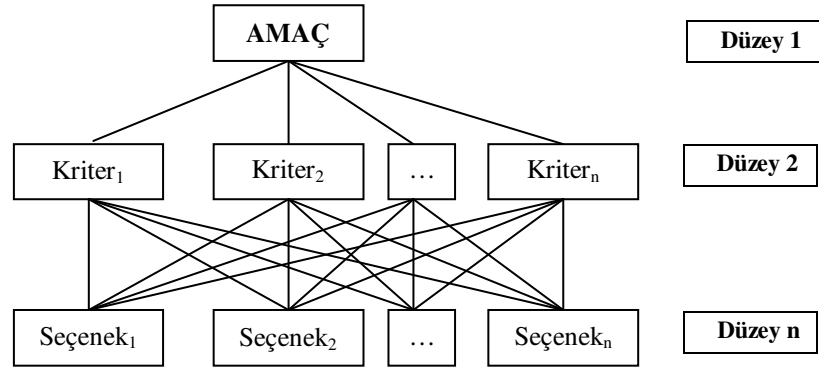 AMAÇ
Düzey 1
Kriter₁
Kriter₂
…
Kriterₙ
Düzey 2
Seçenek₁
Seçenek₂
…
Seçenekₙ
Düzey n